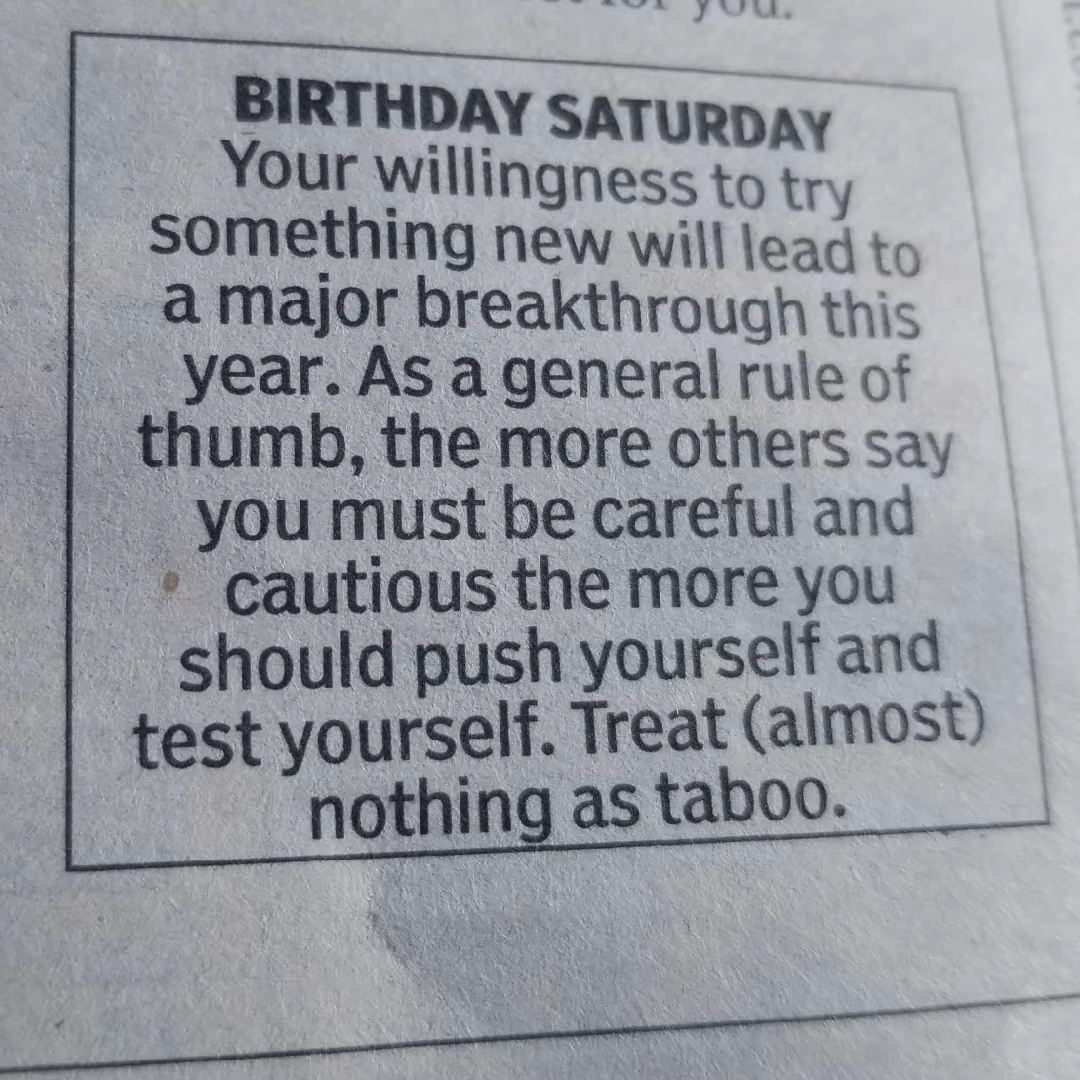 for you.
BIRTHDAY SATURDAY
Your willingness to try
something new will lead to
a major breakthrough this
year. As a general rule of
thumb, the more others say
you must be careful and
cautious the more you
should push yourself and
test yourself. Treat (almost)
nothing as taboo.